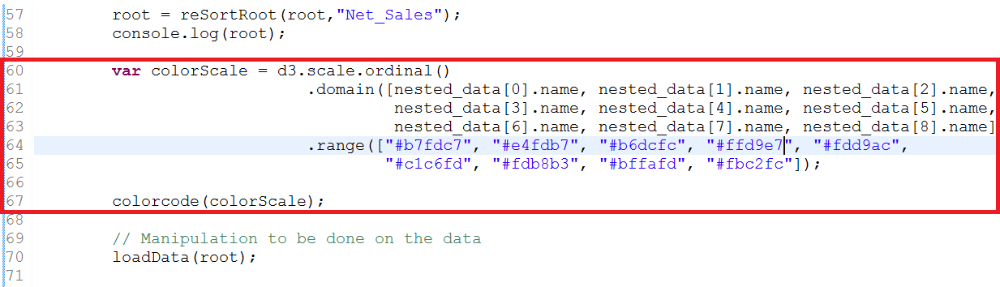 57 root = reSortRoot(root,"Net_Sales");
58 console.log(root);
59
60 var colorScale = d3.scale.ordinal()
61 .domain([nested_data[0].name, nested_data[1].name, nested_data[2].name,
62 nested_data[3].name, nested_data[4].name, nested_data[5].name,
63 nested_data[6].name, nested_data[7].name, nested_data[8].name]
64 .range(["#b7fdc7", "#e4fdb7", "#b6dcfc", "#ffd9e7", "#fdd9ac",
65 "#c1c6fd", "#fdb8b3", "#bffafd", "#fbc2fc"]);
66
67 colorcode(colorScale);
68
69 // Manipulation to be done on the data
70 loadData(root);
71